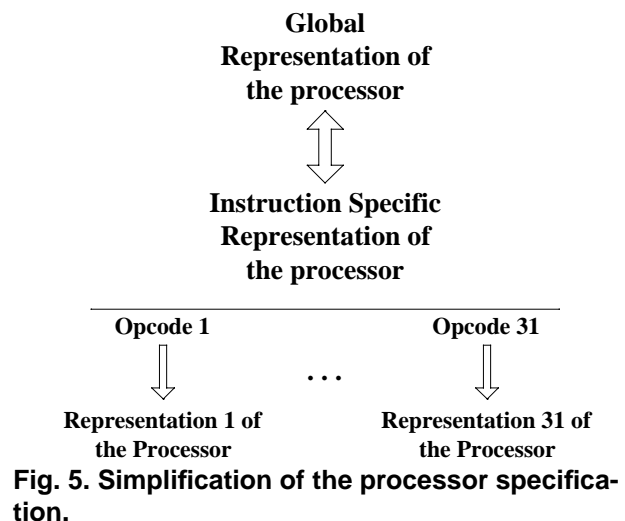 Global
Representation of
the processor
Instruction Specific
Representation of
the processor
Opcode 1 Opcode 31
...
Representation 1 of Representation 31 of
the Processor the Processor
Fig. 5. Simplification of the processor specifica-
tion.